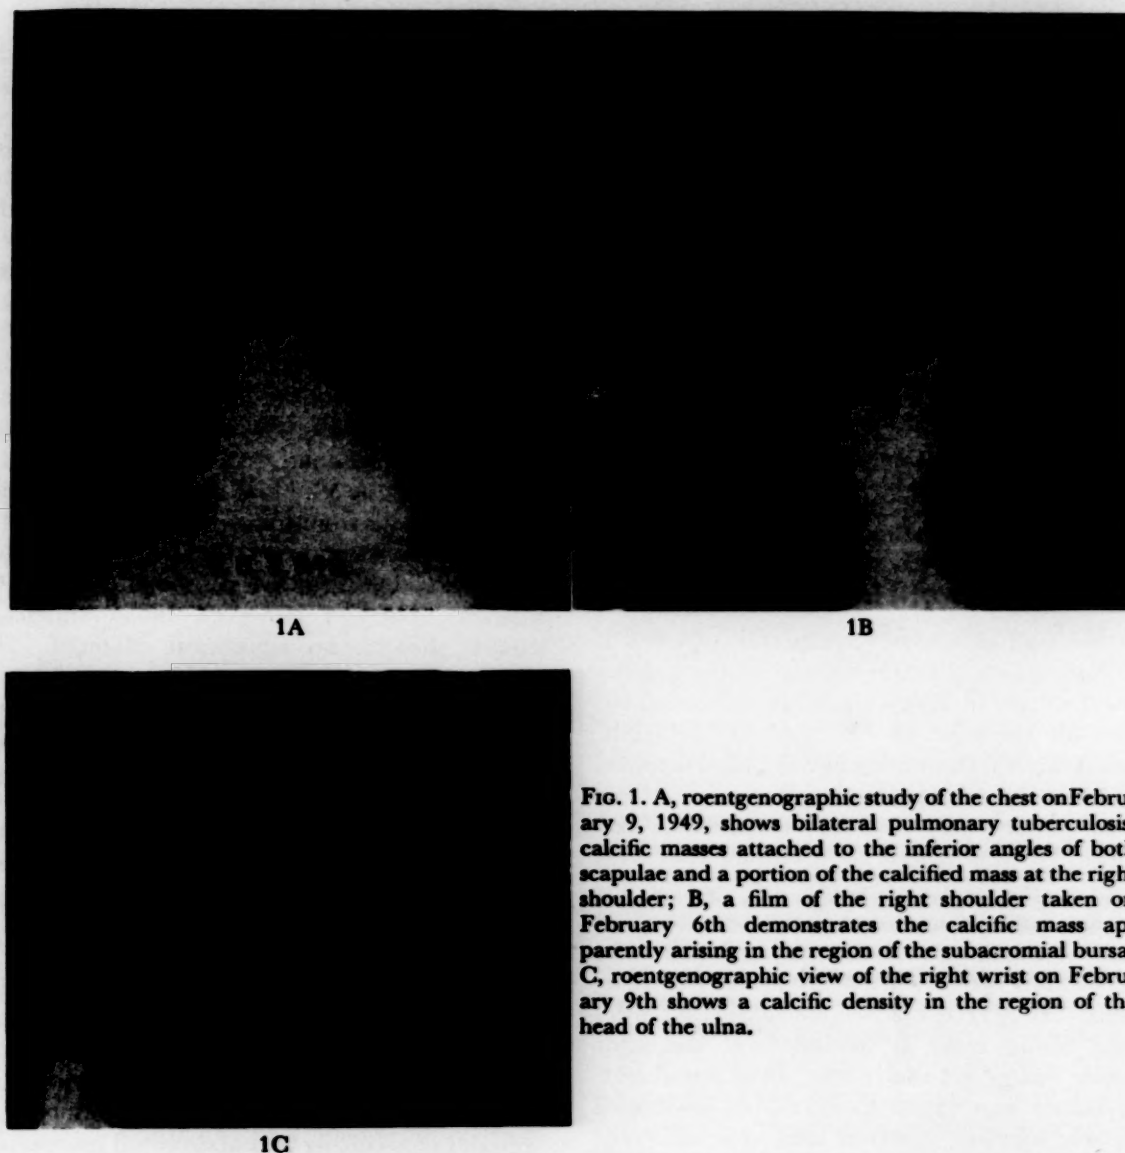 1A
1B
1C
FIG. 1. A, roentgenographic study of the chest on Febru
ary 9, 1949, shows bilateral pulmonary tuberculosis
calcific masses attached to the inferior angles of bot
scapulae and a portion of the calcified mass at the righ
shoulder; B, a film of the right shoulder taken o
February 6th demonstrates the calcific mass ap
parently arising in the region of the subacromial bursa
C, roentgenographic view of the right wrist on Febru
ary 9th shows a calcific density in the region of th
head of the ulna.